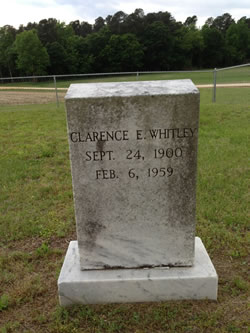 CLARENCE E. WHITLEY
SEPT. 24, 1900
FEB. 6, 1959